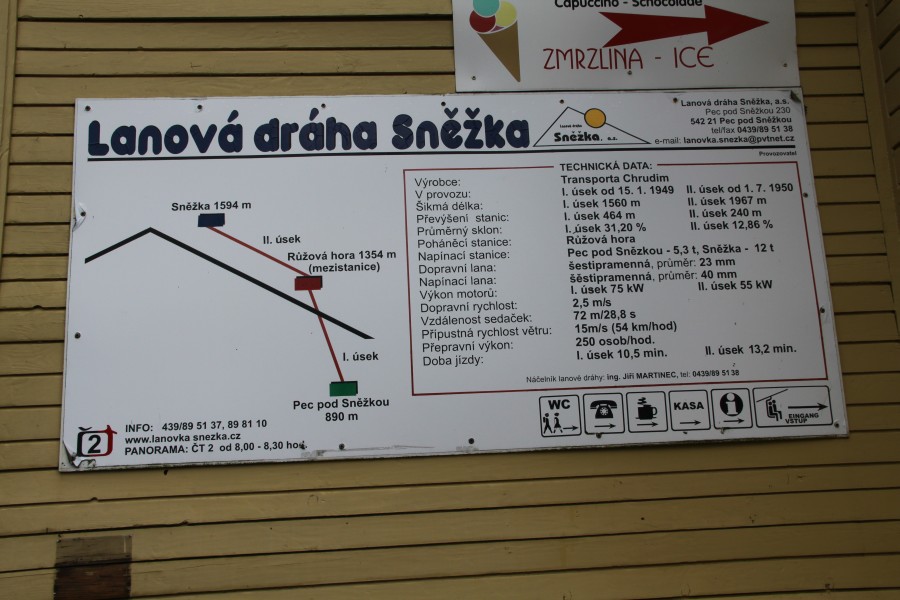 Capuccino - Schocolade
ZMRZLINA - ICE
Lanová dráha Sněžka
Lanová dráha
Sněžka a.s.
Lanová dráha Sněžka, a.s.
Pec pod Sněžkou 230
542 21 Pec pod Sněžkou
tel/fax 0439/89 51 38
e-mail: lanovka.snezka@pvtnet.cz
Provozovatel
Sněžka 1594 m
II. úsek
Růžová hora 1354 m
(mezistanice)
I. úsek
Pec pod Sněžkou
890 m
TECHNICKÁ DATA:
Výrobce: Transporta Chrudim
V provozu: I. úsek od 15. 1. 1949 II. úsek od 1. 7. 1950
Šikmá délka: I. úsek 1560 m II. úsek 1967 m
Převýšení stanic: I. úsek 464 m II. úsek 240 m
Průměrný sklon: I. úsek 31,20 % II. úsek 12,86 %
Poháněcí stanice: Růžová hora
Napínací stanice: Pec pod Snězkou - 5,3 t, Sněžka - 12 t
Dopravní lana: šestipramenná, průměr: 23 mm
Napínací lana: šěstipramenná, průměr: 40 mm
Výkon motorů: I. úsek 75 kW II. úsek 55 kW
Dopravní rychlost: 2,5 m/s
Vzdálenost sedaček: 72 m/28,8 s
Připustná rychlost větru: 15m/s (54 km/hod)
Přepravní výkon: 250 osob/hod.
Doba jízdy: I. úsek 10,5 min. II. úsek 13,2 min.
Náčelník lanové dráhy: ing. Jiří MARTINEC, tel: 0439/89 51 38
WC
KASA
EINGANG
VSTUP
2
INFO: 439/89 51 37, 89 81 10
www.lanovka snezka.cz
PANORAMA: ČT 2 od 8,00 - 8,30 hod.